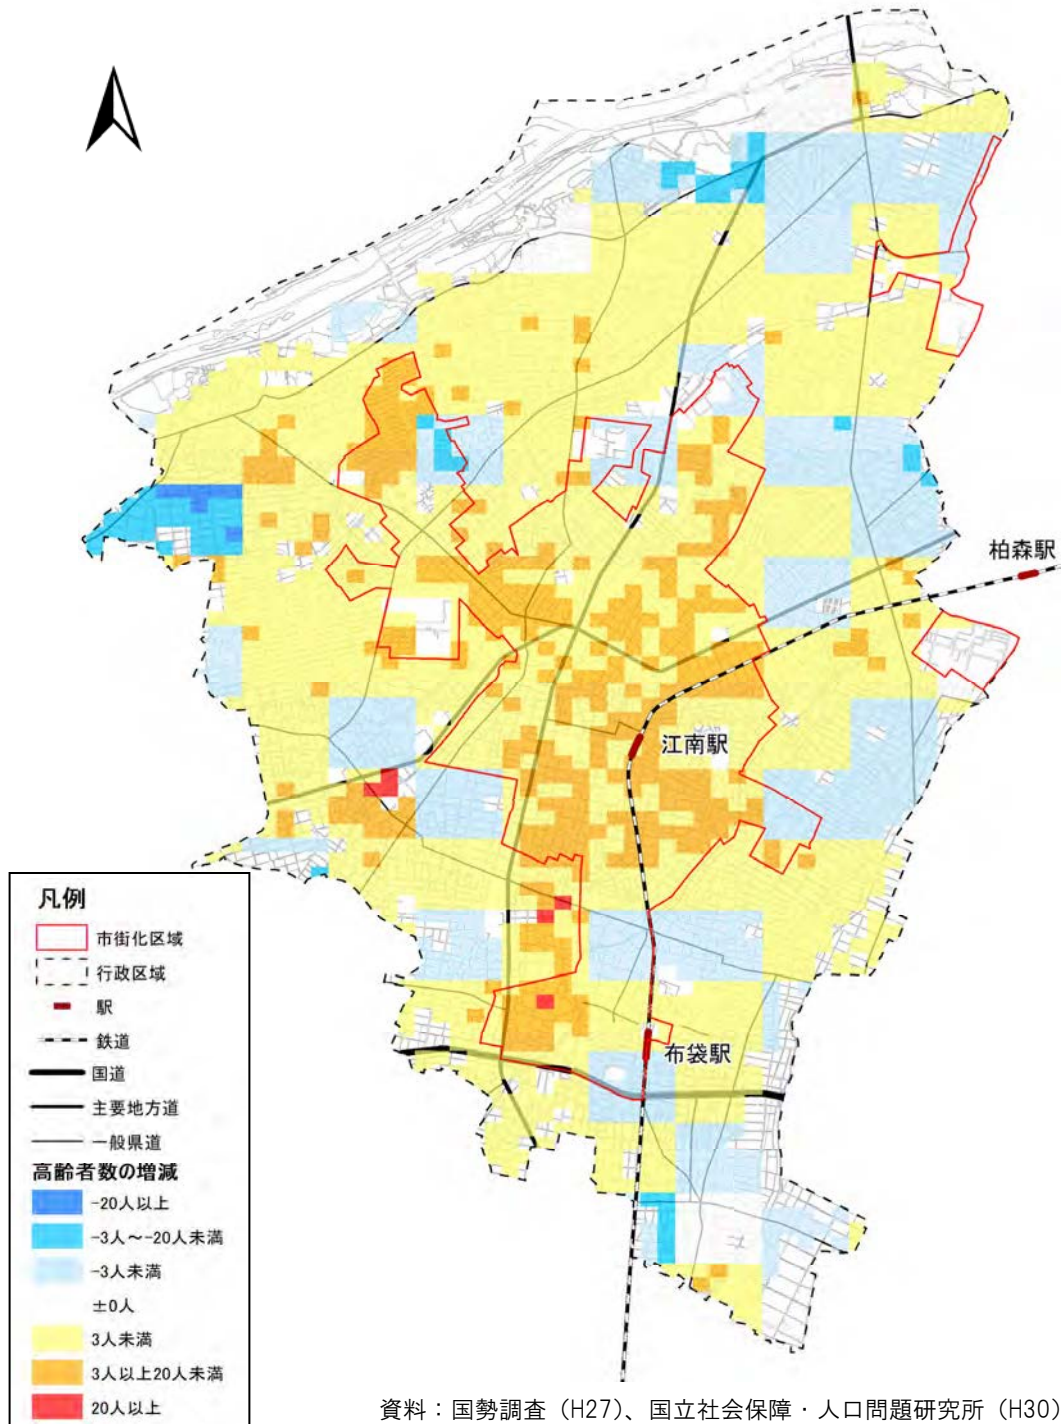 柏森駅
江南駅
布袋駅
凡例
市街化区域
行政区域
駅
鉄道
国道
主要地方道
一般県道
高齢者数の増減
-20人以上
-3人～-20人未満
-3人未満
±0人
3人未満
3人以上20人未満
20人以上
資料：国勢調査（H27）、国立社会保障・人口問題研究所（H30）